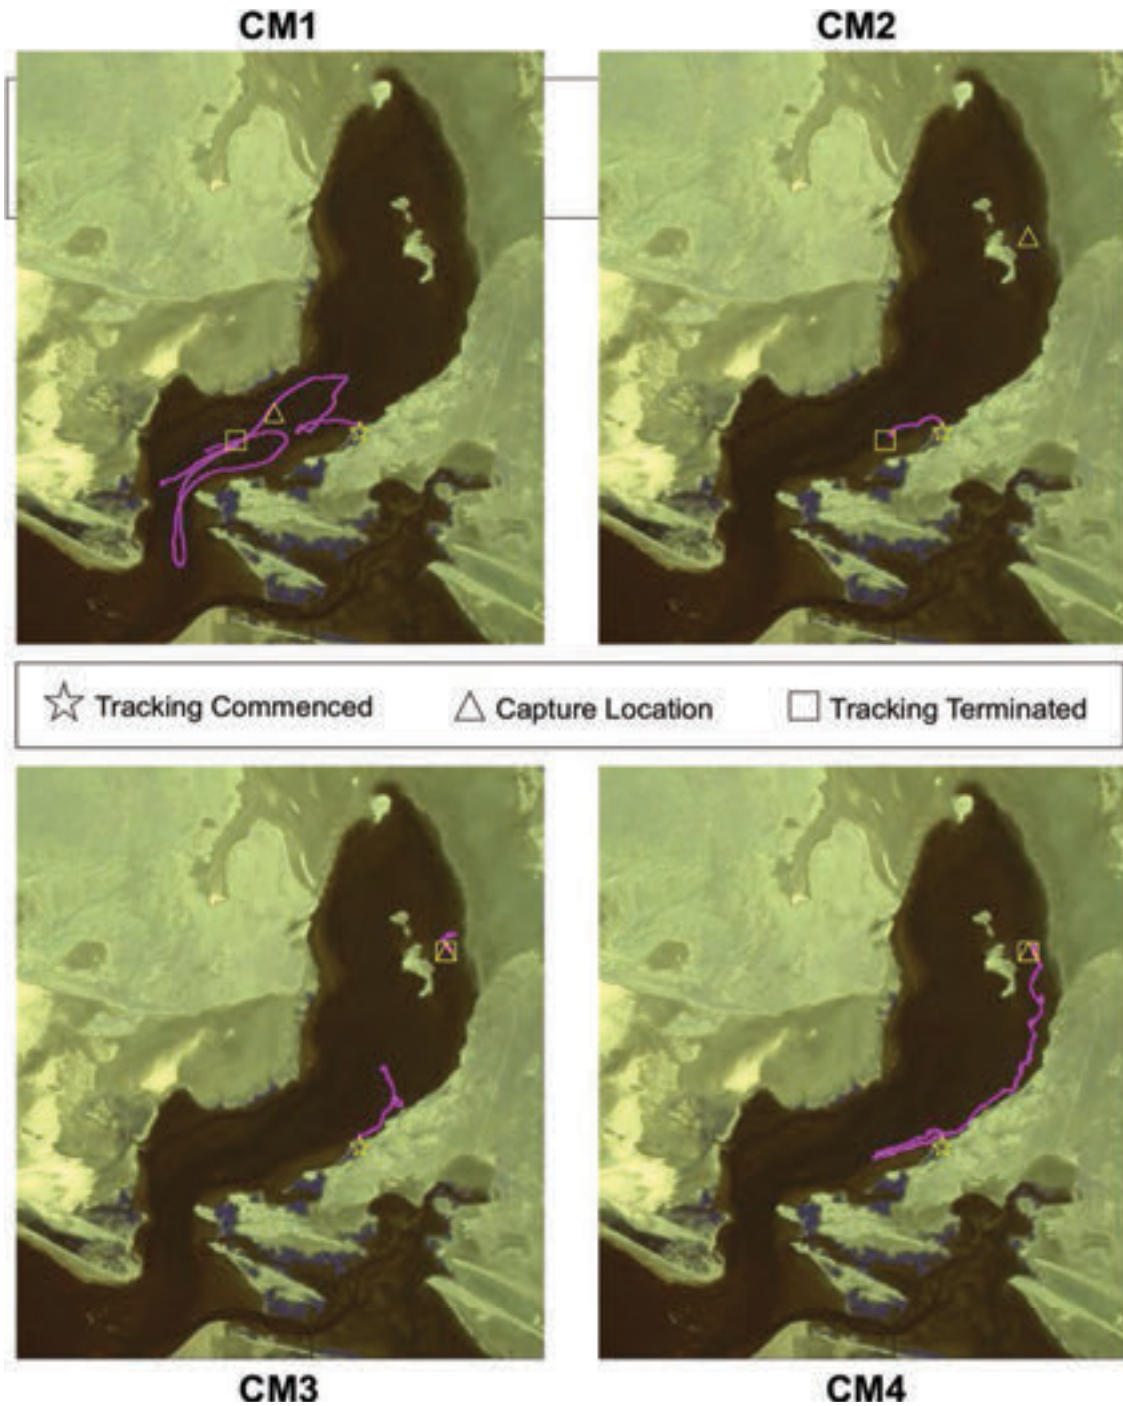 CM1
CM2
Tracking Commenced
Capture Location
Tracking Terminated
CM3
CM4